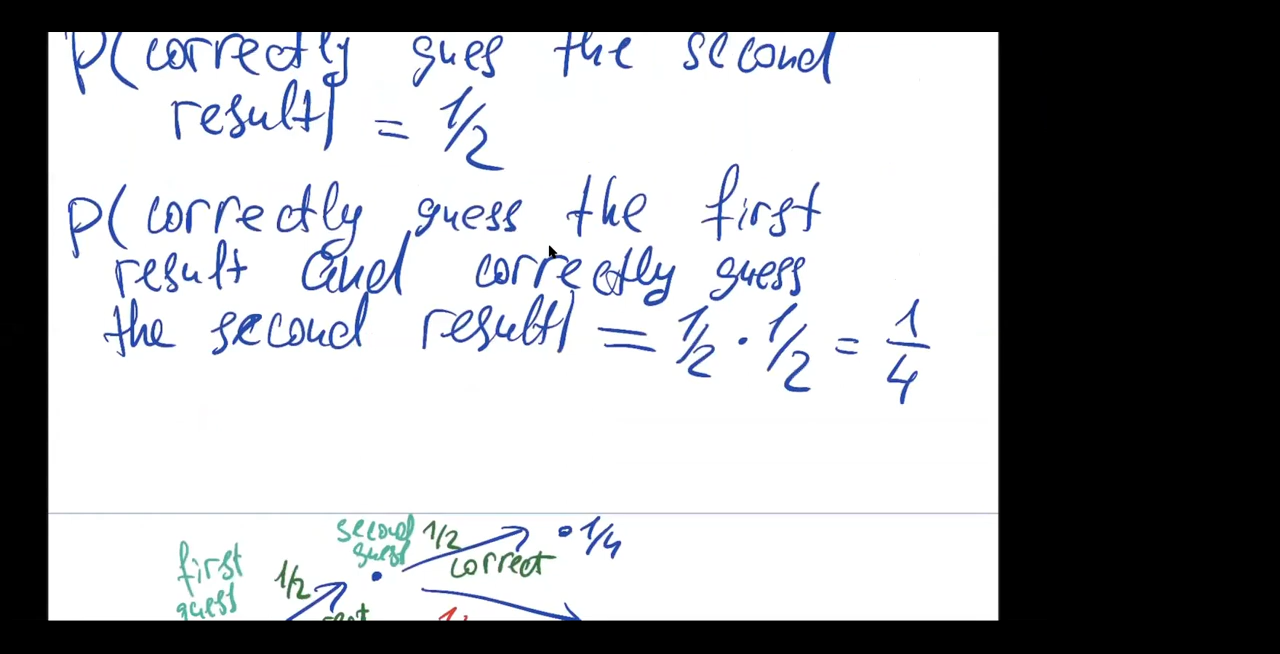 P(correctly gues the second
result) = 1/2
P(correctly guess the first
result and correctly guess
the second result) = 1/2 · 1/2 = 1/4
second 1/2 1/4
guess correct
first 1/2
guess